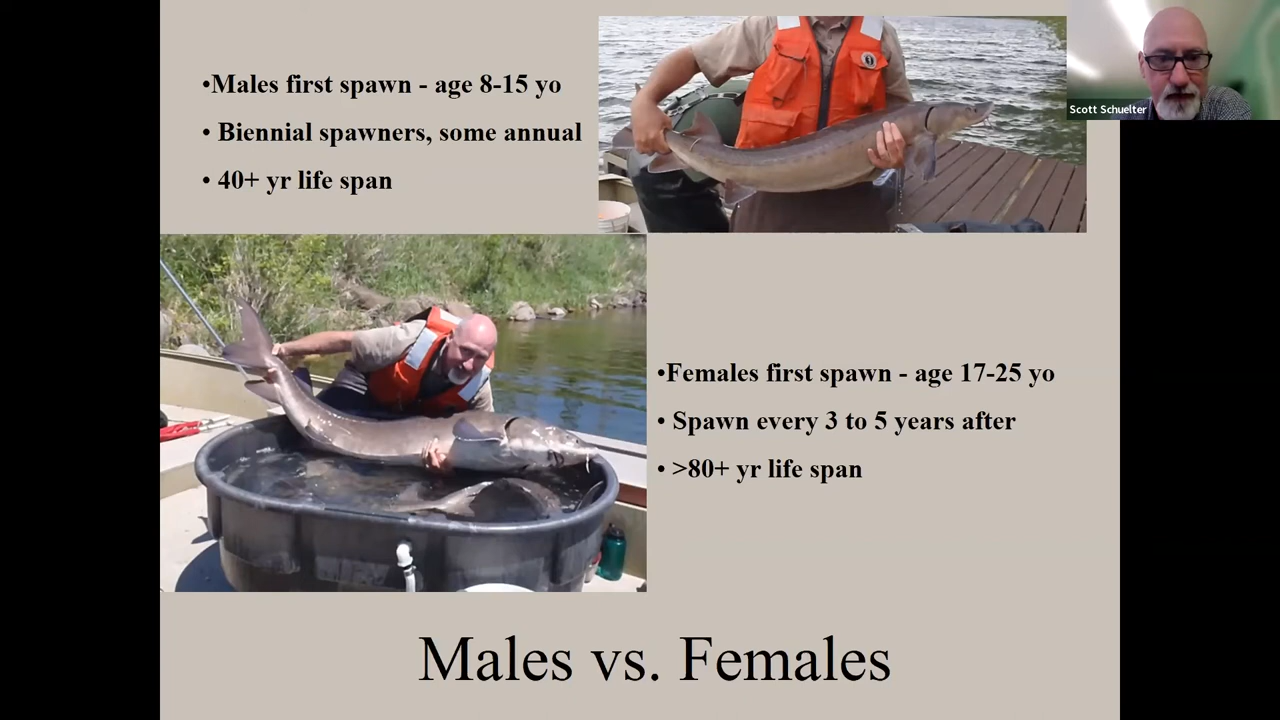 •Males first spawn - age 8-15 yo
• Biennial spawners, some annual
• 40+ yr life span
Scott Schuelter
•Females first spawn - age 17-25 yo
• Spawn every 3 to 5 years after
• >80+ yr life span
Males vs. Females